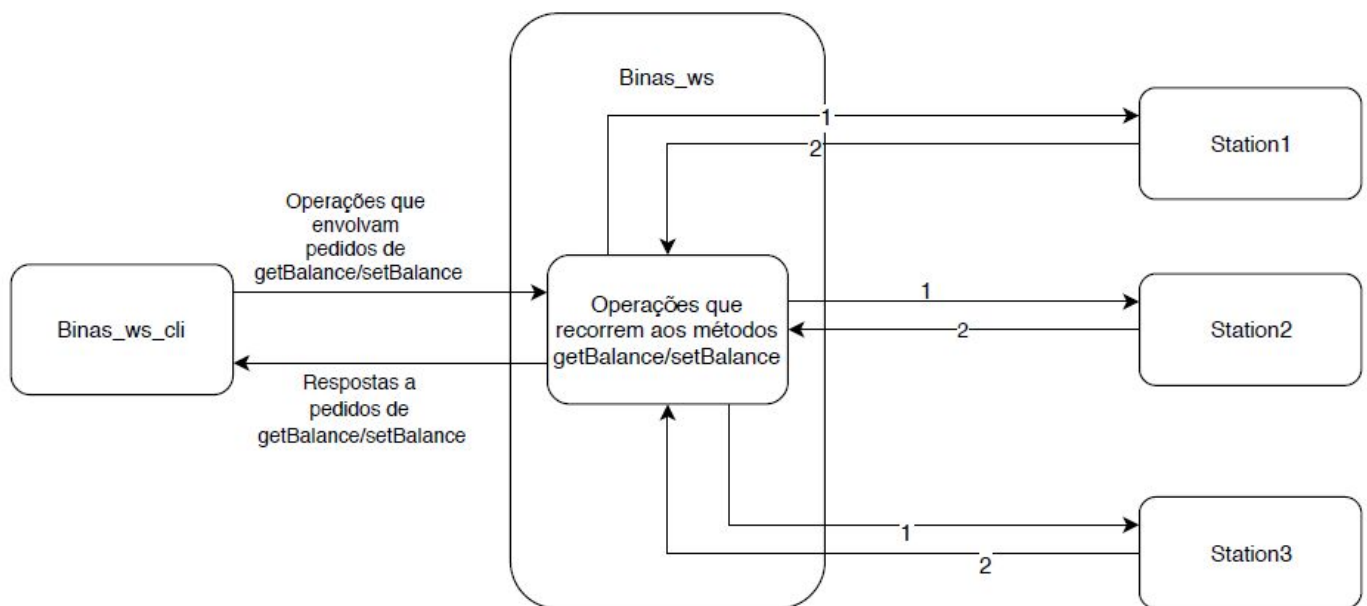 Binas_ws
1
Station1
2
Operações que
envolvam
pedidos de
getBalance/setBalance
Binas_ws_cli
Operações que
recorrem aos métodos
getBalance/setBalance
1
Station2
2
Respostas a
pedidos de
getBalance/setBalance
1
Station3
2